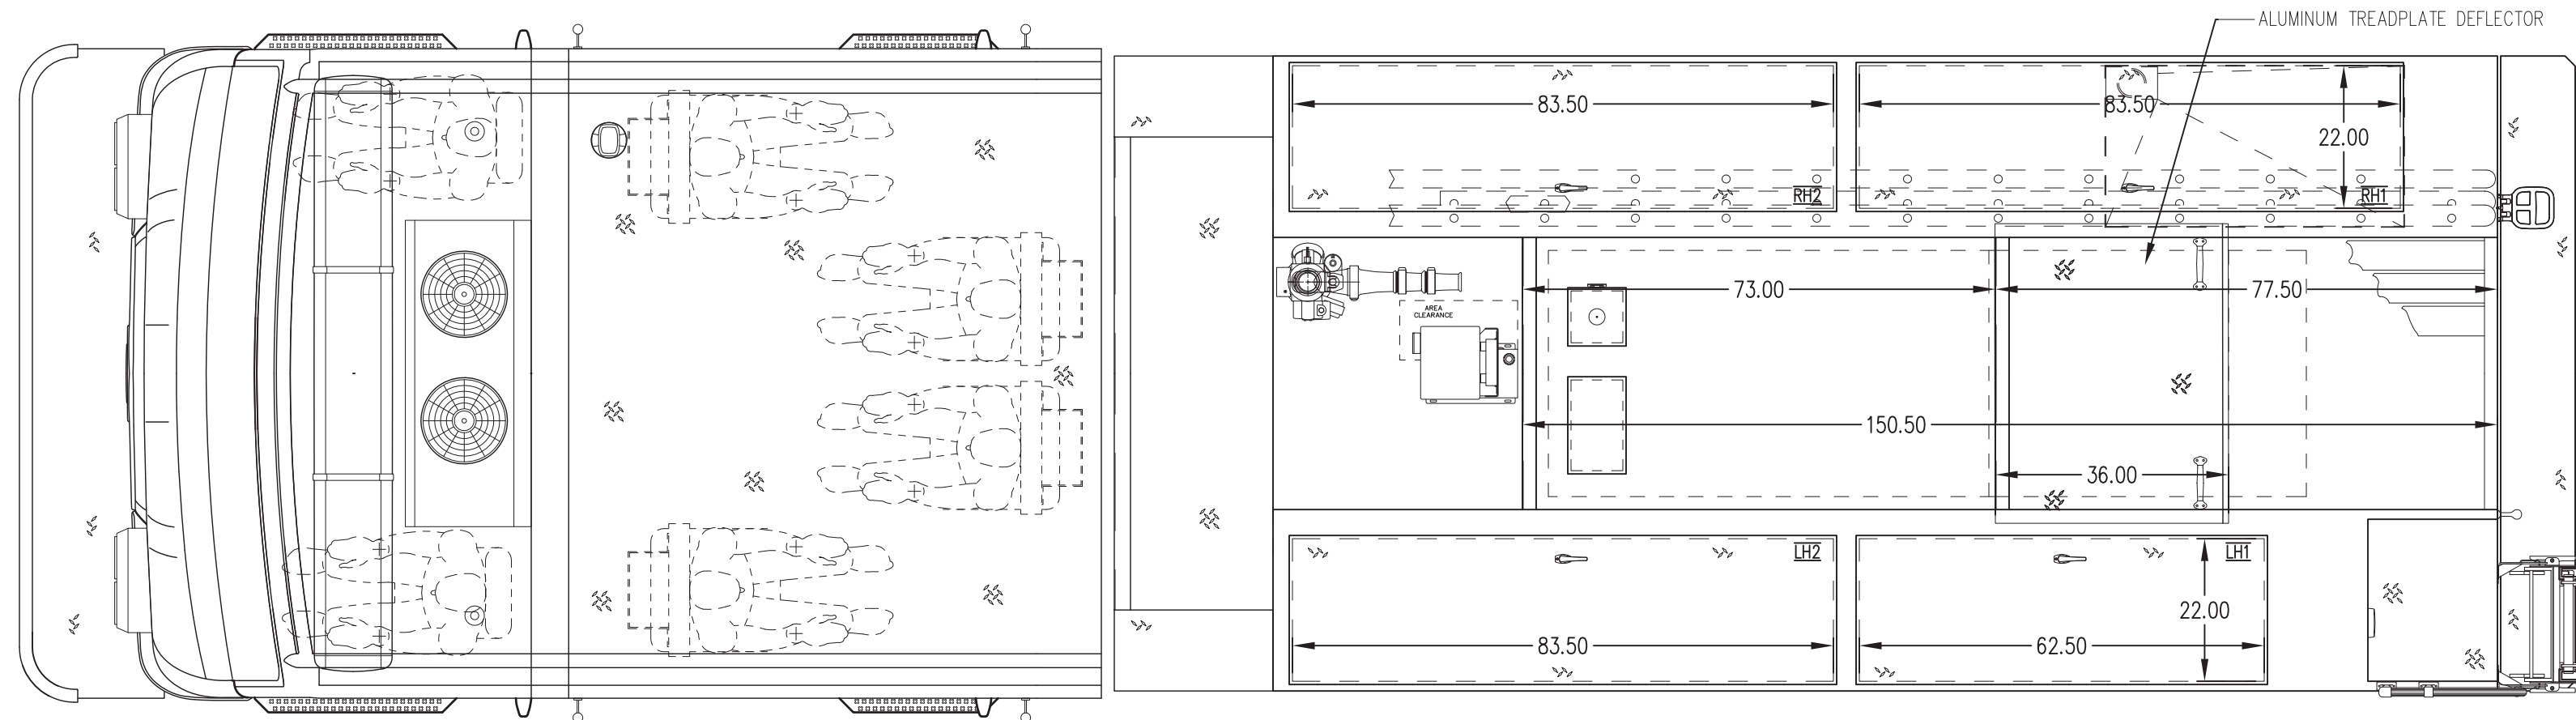 ALUMINUM TREADPLATE DEFLECTOR
83.50
83.50
22.00
RH2
RH1
73.00
77.50
AREA
CLEARANCE
150.50
36.00
LH2
LH1
22.00
83.50
62.50